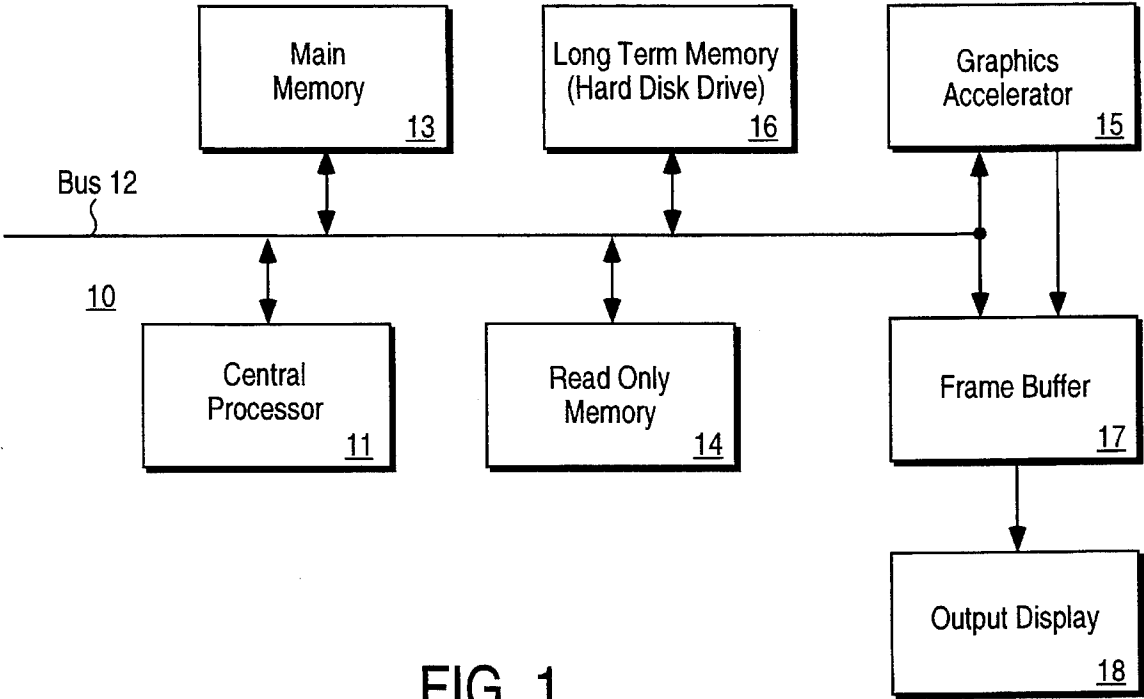 Main
Memory
13
Long Term Memory
(Hard Disk Drive)
16
Graphics
Accelerator
15
Bus 12
10
Central
Processor
11
Read Only
Memory
14
Frame Buffer
17
Output Display
18
FIG. 1